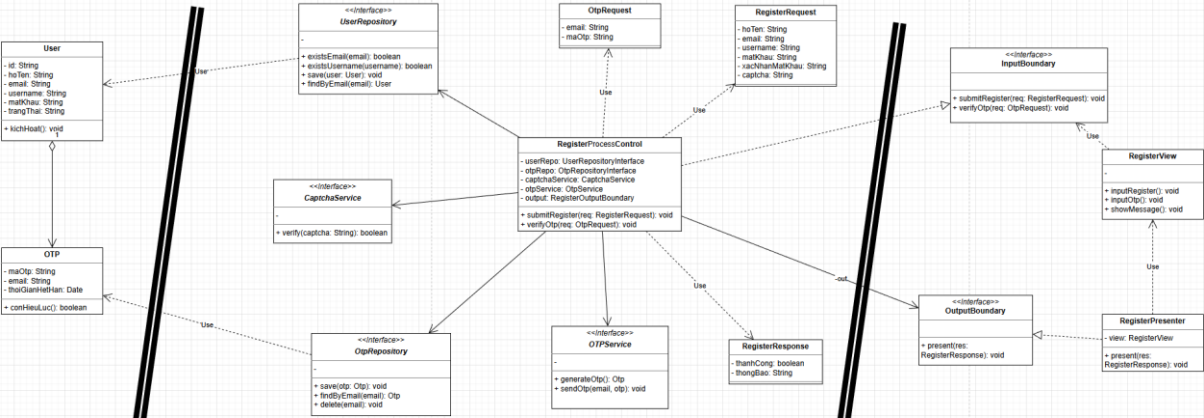 User
- id: String
- hoTen: String
- email: String
- username: String
- matKhau: String
- trangThai: String
+ kichHoat(): void
1
OTP
- maOtp: String
- email: String
- thoiGianHetHan: Date
+ conHieuLuc(): boolean
<<Interface>>
UserRepository
-
+ existsEmail(email): boolean
+ existsUsername(username): boolean
+ save(user: User): void
+ findByEmail(email): User
Use
<<Interface>>
CaptchaService
-
+ verify(captcha: String): boolean
Use
<<Interface>>
OtpRepository
-
+ save(otp: Otp): void
+ findByEmail(email): Otp
+ delete(email): void
OtpRequest
- email: String
- maOtp: String
Use
RegisterRequest
- hoTen: String
- email: String
- username: String
- matKhau: String
- xacNhanMatKhau: String
- captcha: String
Use
RegisterProcessControl
- userRepo: UserRepositoryInterface
- otpRepo: OtpRepositoryInterface
- captchaService: CaptchaService
- otpService: OtpService
- output: RegisterOutputBoundary
+ submitRegister(req: RegisterRequest): void
+ verifyOtp(req: OtpRequest): void
<<Interface>>
OTPService
-
+ generateOtp(): Otp
+ sendOtp(email, otp): void
Use
RegisterResponse
- thanhCong: boolean
- thongBao: String
<<Interface>>
InputBoundary
+ submitRegister(req: RegisterRequest): void
+ verifyOtp(req: OtpRequest): void
Use
RegisterView
-
+ inputRegister(): void
+ inputOtp(): void
+ showMessage(): void
Use
-out
<<Interface>>
OutputBoundary
+ present(res:
RegisterResponse): void
RegisterPresenter
- view: RegisterView
+ present(res:
RegisterResponse): void